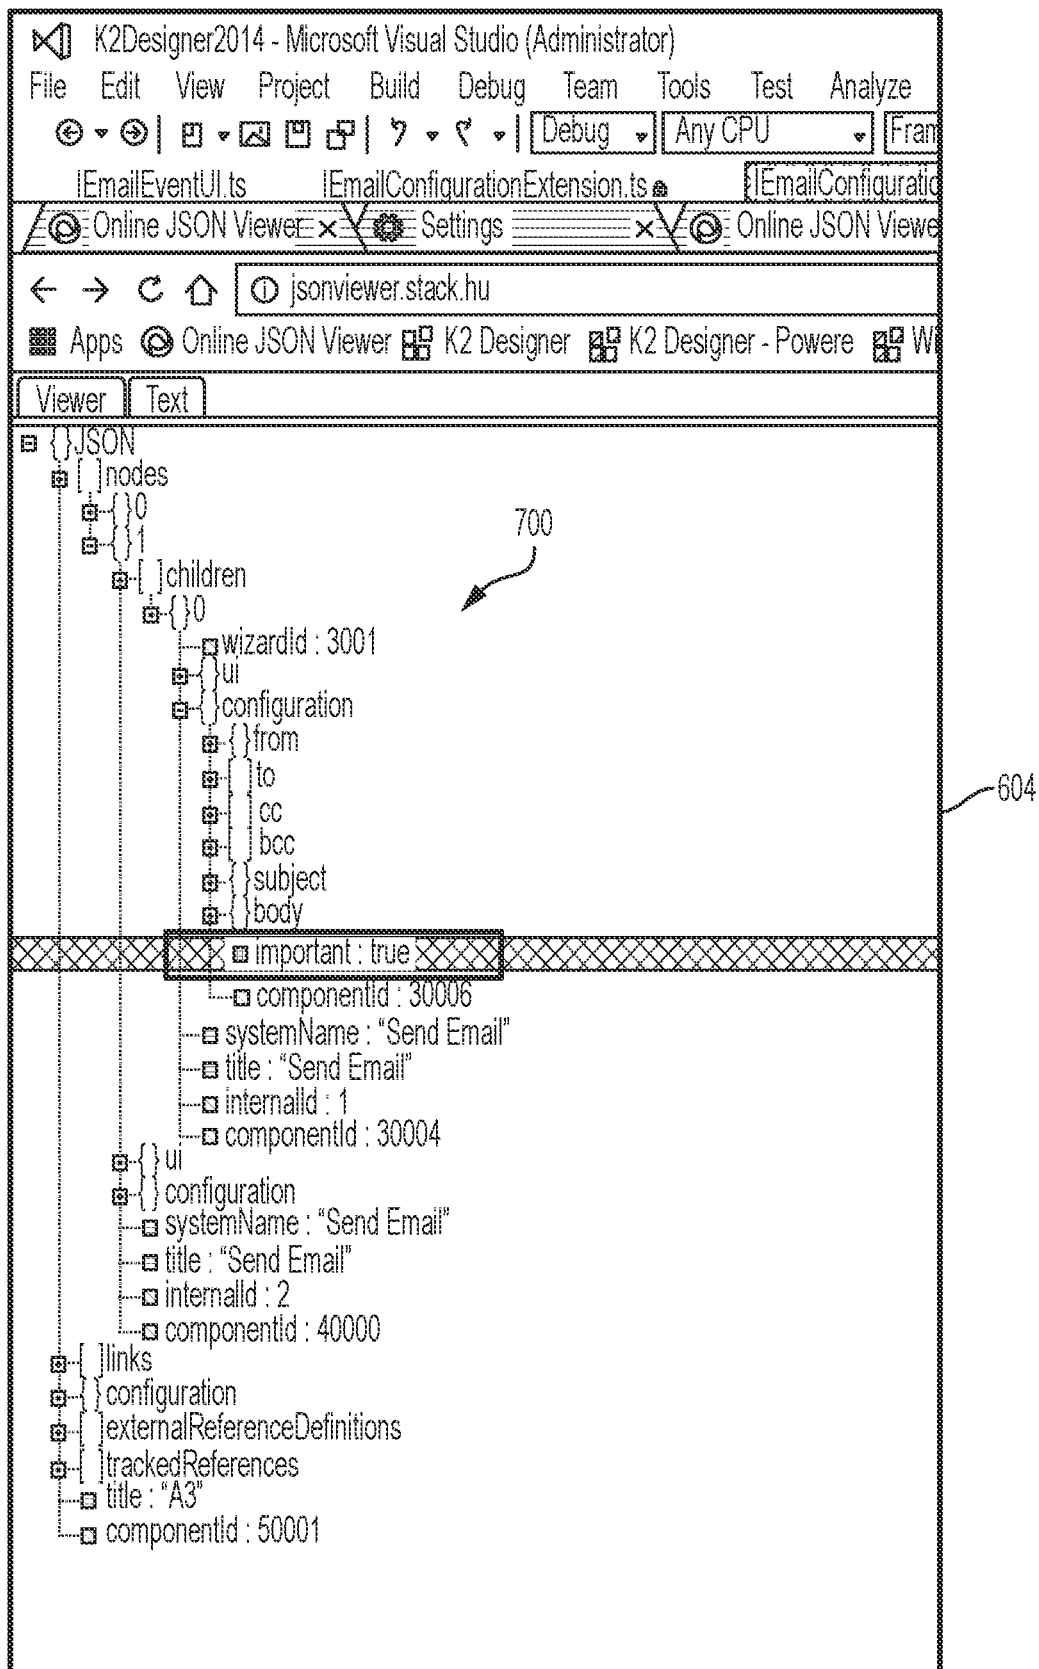 K2Designer2014 - Microsoft Visual Studio (Administrator)
File Edit View Project Build Debug Team Tools Test Analyze
Debug Any CPU Fram
IEmailEventUI.ts IEmailConfigurationExtension.ts IEmailConfiguratio
Online JSON Viewer × Settings × Online JSON Viewe
jsonviewer.stack.hu
Apps Online JSON Viewer K2 Designer K2 Designer - Powere Wi
Viewer Text
{}JSON
[ ]nodes
{}0
{}1
700
[ ]children
{}0
wizardId : 3001
{}ui
{}configuration
{}from
[ ]to
604
[ ]cc
[ ]bcc
{}subject
{}body
important : true
componentId : 30006
systemName : “Send Email”
title : “Send Email”
internalId : 1
componentId : 30004
{}ui
{}configuration
systemName : “Send Email”
title : “Send Email”
internalId : 2
componentId : 40000
[ ]links
{}configuration
[ ]externalReferenceDefinitions
[ ]trackedReferences
title : “A3”
componentId : 50001